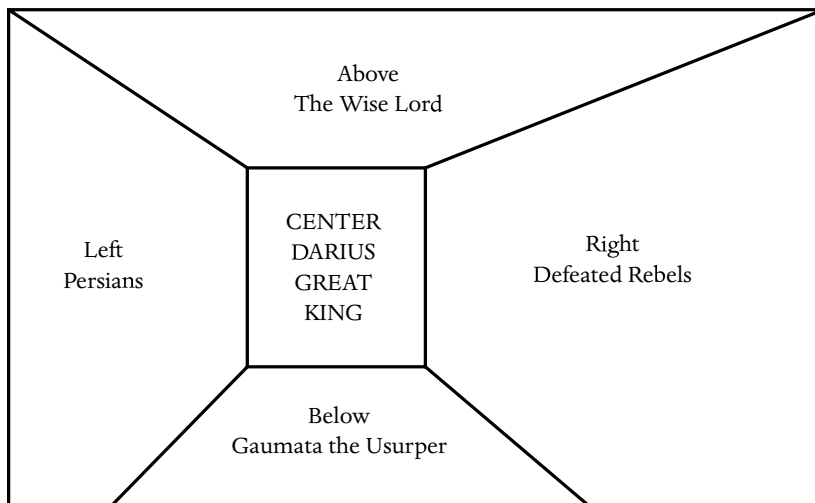 Above
The Wise Lord
CENTER
DARIUS
GREAT
KING
Left
Persians
Right
Defeated Rebels
Below
Gaumata the Usurper